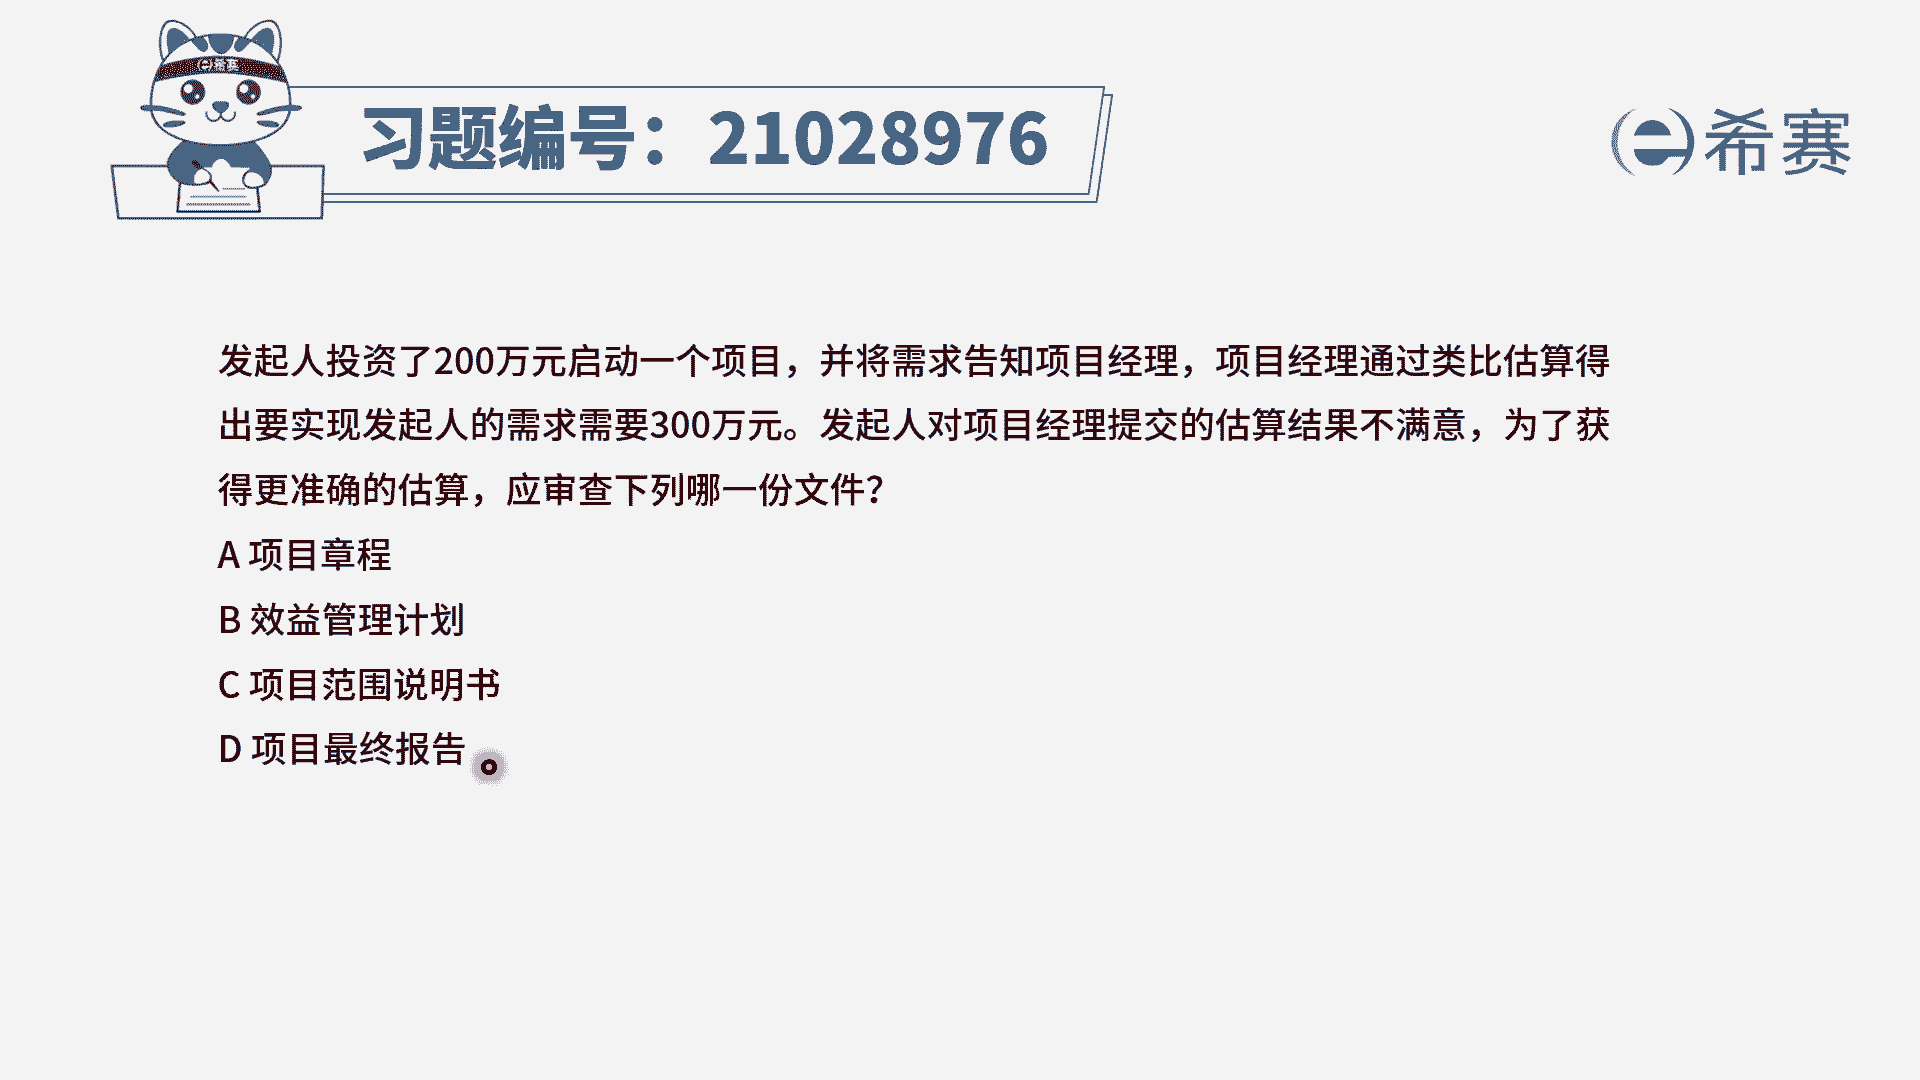 希赛
习题编号：21028976
希赛
发起人投资了200万元启动一个项目，并将需求告知项目经理，项目经理通过类比估算得
出要实现发起人的需求需要300万元。发起人对项目经理提交的估算结果不满意，为了获
得更准确的估算，应审查下列哪一份文件？
A 项目章程
B 效益管理计划
C 项目范围说明书
D 项目最终报告